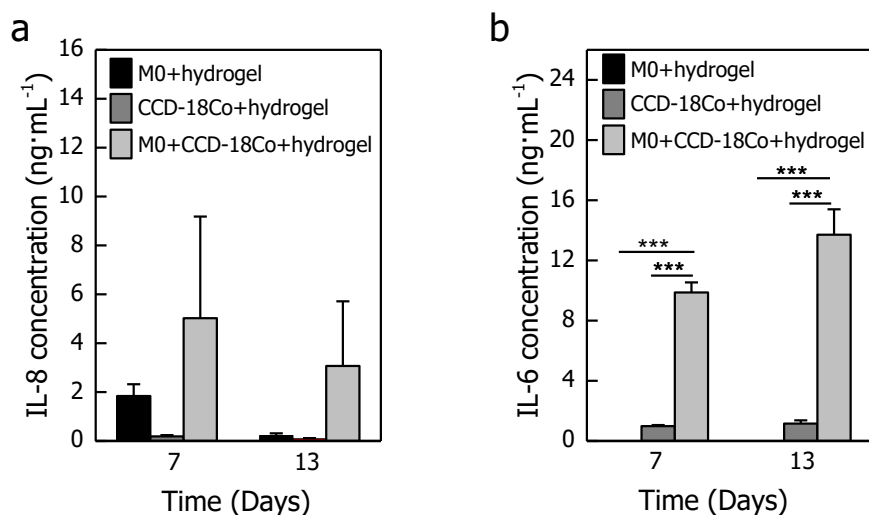 a
IL-8 concentration (ng·mL⁻¹)
16
14
12
10
8
6
4
2
0
M0+hydrogel
CCD-18Co+hydrogel
M0+CCD-18Co+hydrogel
7 13
Time (Days)
b
IL-6 concentration (ng·mL⁻¹)
24
20
16
12
8
4
0
M0+hydrogel
CCD-18Co+hydrogel
M0+CCD-18Co+hydrogel
***
***
***
***
7 13
Time (Days)